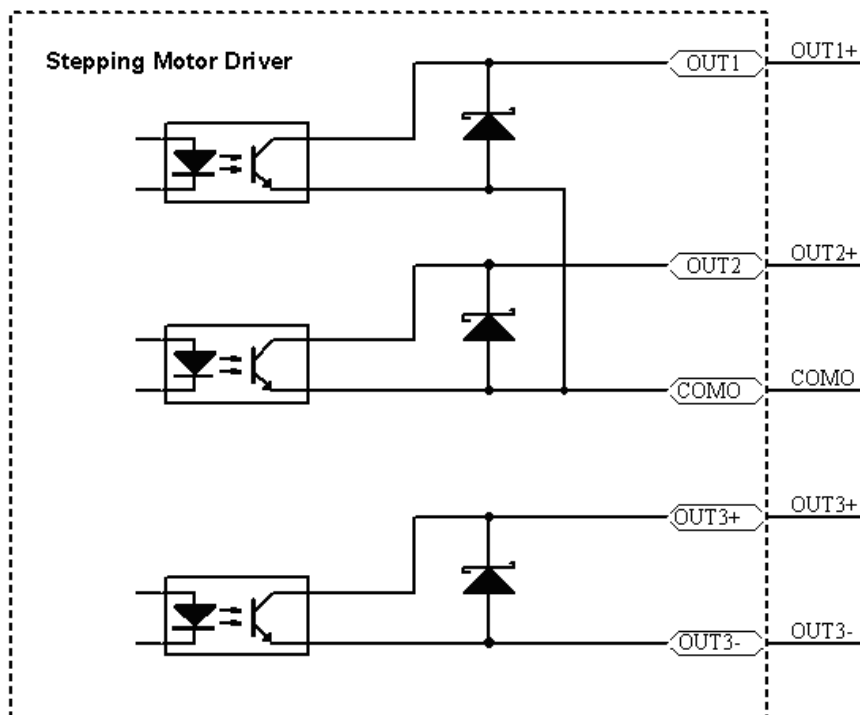 Stepping Motor Driver
OUT1 OUT1+
OUT2 OUT2+
COMO COMO
OUT3+ OUT3+
OUT3- OUT3-